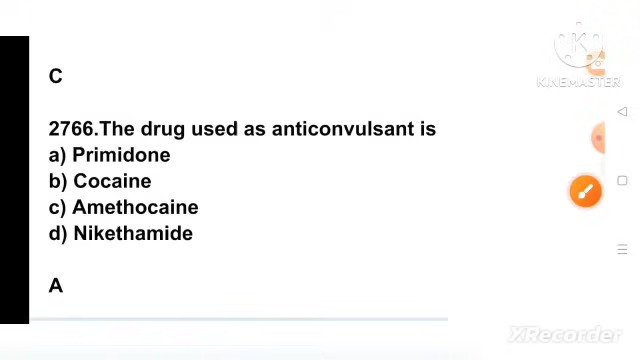 C
KINEMASTER
2766.The drug used as anticonvulsant is
a) Primidone
b) Cocaine
c) Amethocaine
d) Nikethamide
A
XRecorder